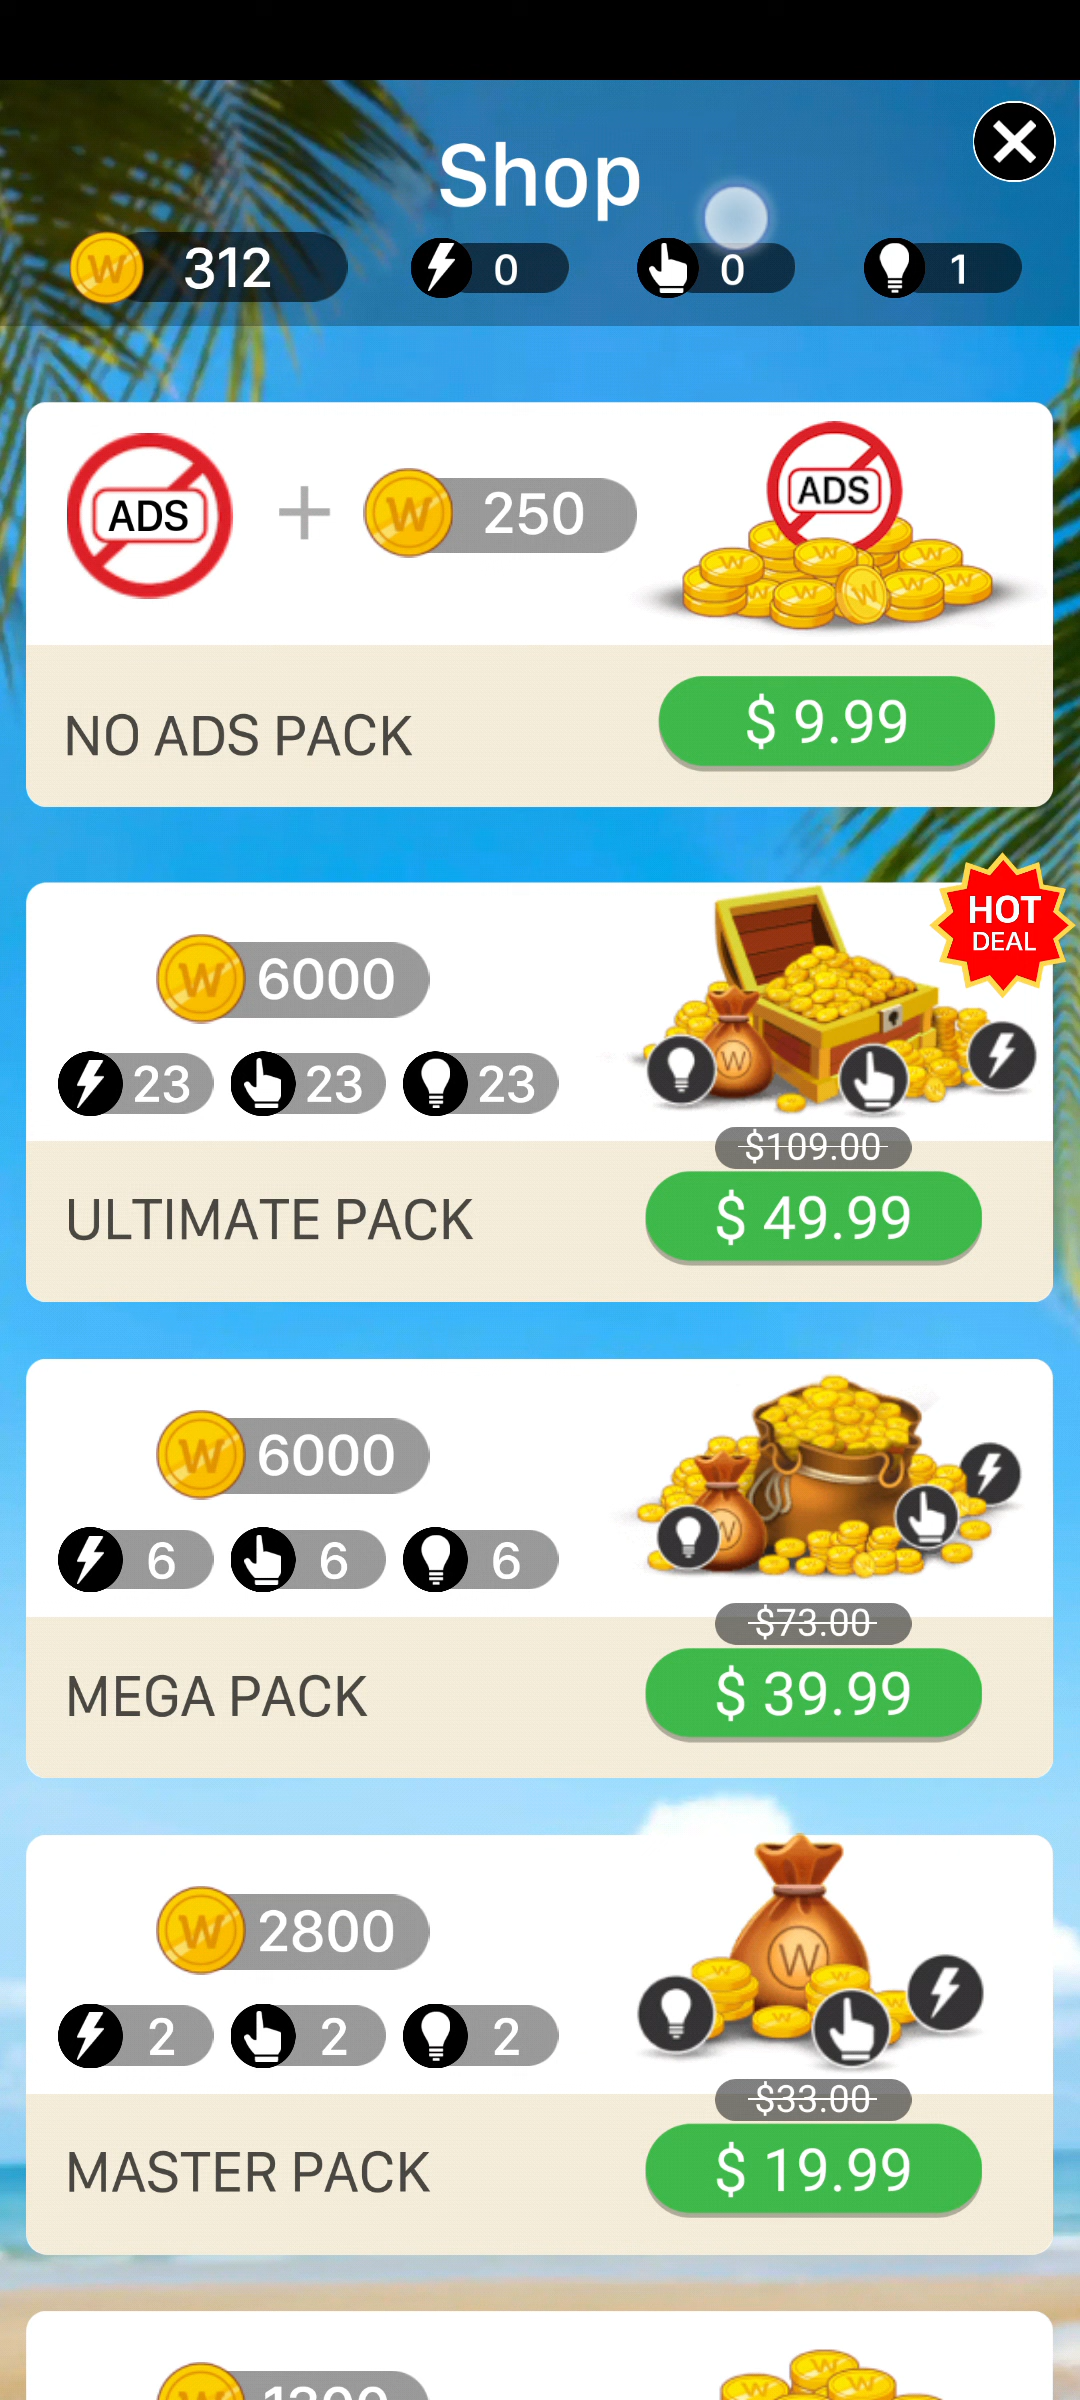 Shop
312 0 0 1
ADS + 250 ADS
NO ADS PACK $ 9.99
HOT
DEAL
6000
23 23 23
$109.00
ULTIMATE PACK $ 49.99
6000
6 6 6
$73.00
MEGA PACK $ 39.99
2800
2 2 2
$33.00
MASTER PACK $ 19.99